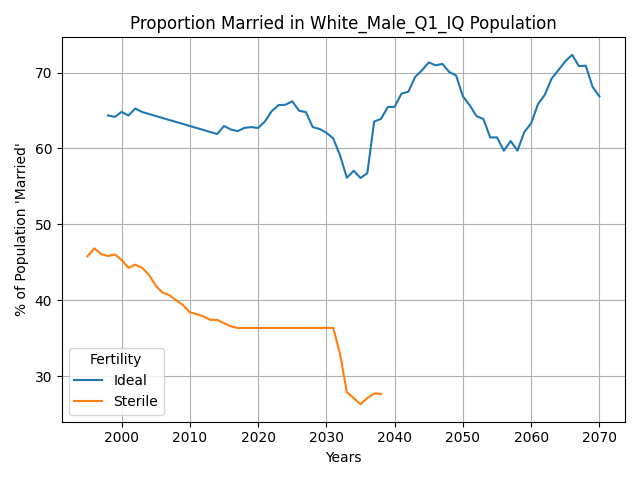 Proportion Married in White_Male_Q1_IQ Population
% of Population 'Married'
70
60
50
40
30
Fertility
Ideal
Sterile
2000 2010 2020 2030 2040 2050 2060 2070
Years